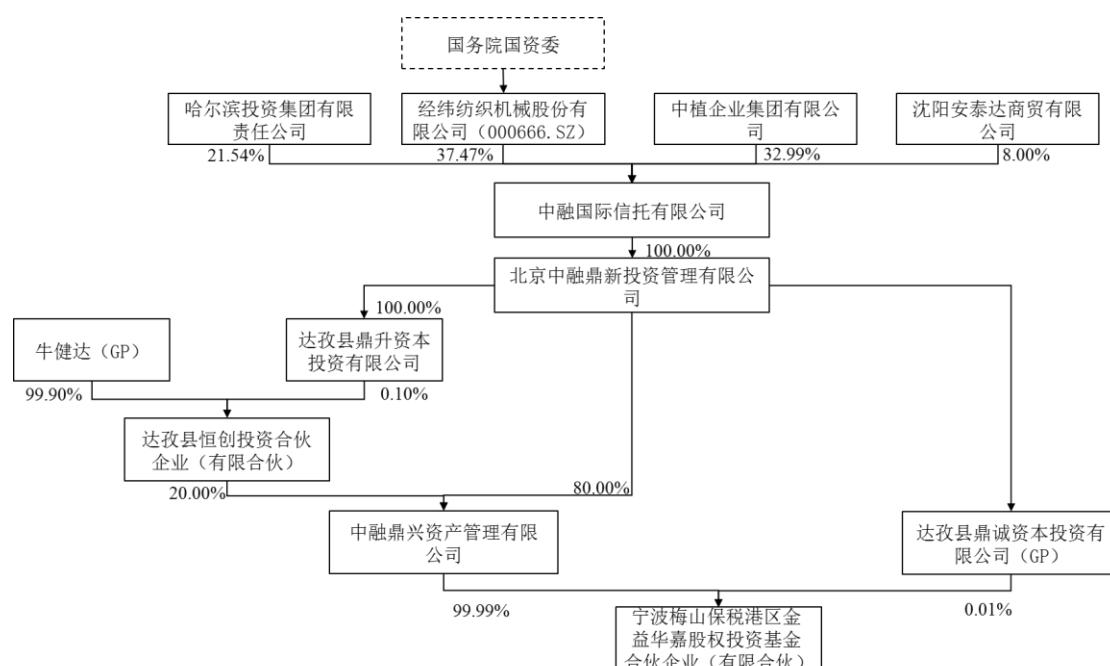 国务院国资委
哈尔滨投资集团有限
责任公司
经纬纺织机械股份有
限公司（000666.SZ）
中植企业集团有限公
司
沈阳安泰达商贸有限
公司
21.54%
37.47%
32.99%
8.00%
中融国际信托有限公司
100.00%
北京中融鼎新投资管理有限公
司
100.00%
牛健达（GP）
达孜县鼎升资本
投资有限公司
99.90%
0.10%
达孜县恒创投资合伙
企业（有限合伙）
20.00%
80.00%
中融鼎兴资产管理有限
公司
达孜县鼎诚资本投资有
限公司（GP）
99.99%
0.01%
宁波梅山保税港区金
益华嘉股权投资基金
合伙企业（有限合伙）